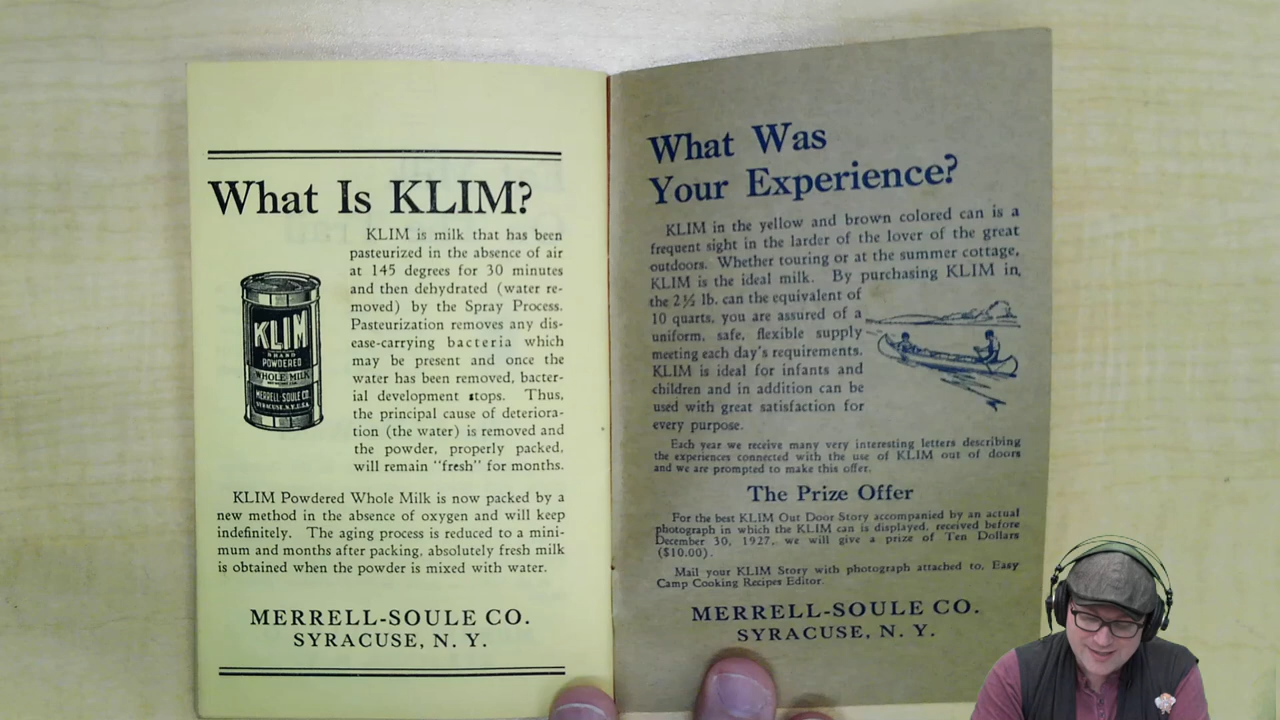 What Is KLIM?
KLIM is milk that has been
pasteurized in the absence of air
at 145 degrees for 30 minutes
and then dehydrated (water re-
moved) by the Spray Process.
Pasteurization removes any dis-
ease-carrying bacteria which
may be present and once the
water has been removed, bacter-
ial development stops. Thus,
the principal cause of deteriora-
tion (the water) is removed and
the powder, properly packed,
will remain "fresh" for months.
KLIM
BRAND
POWDERED
WHOLE MILK
MERRELL-SOULE CO.
SYRACUSE, N.Y. U.S.A.
KLIM Powdered Whole Milk is now packed by a
new method in the absence of oxygen and will keep
indefinitely. The aging process is reduced to a mini-
mum and months after packing, absolutely fresh milk
is obtained when the powder is mixed with water.
MERRELL-SOULE CO.
SYRACUSE, N. Y.
What Was
Your Experience?
KLIM in the yellow and brown colored can is a
frequent sight in the larder of the lover of the great
outdoors. Whether touring or at the summer cottage,
KLIM is the ideal milk. By purchasing KLIM in
the 2½ lb. can the equivalent of
10 quarts, you are assured of a
uniform, safe, flexible supply
meeting each day's requirements.
KLIM is ideal for infants and
children and in addition can be
used with great satisfaction for
every purpose.
Each year we receive many very interesting letters describing
the experiences connected with the use of KLIM out of doors
and we are prompted to make this offer.
The Prize Offer
For the best KLIM Out Door Story accompanied by an actual
photograph in which the KLIM can is displayed, received before
December 30, 1927, we will give a prize of Ten Dollars
($10.00).
Mail your KLIM Story with photograph attached to, Easy
Camp Cooking Recipes Editor.
MERRELL-SOULE CO.
SYRACUSE, N. Y.